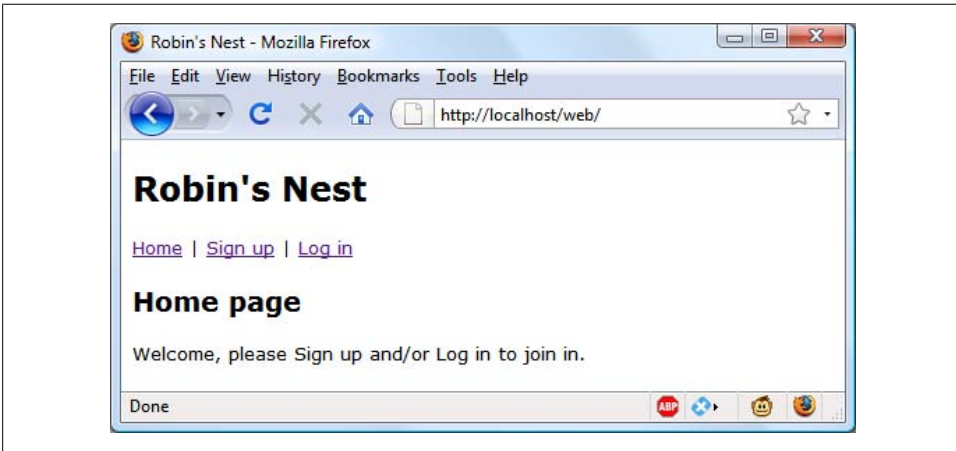 Robin's Nest - Mozilla Firefox
File Edit View History Bookmarks Tools Help
http://localhost/web/
Robin's Nest
Home | Sign up | Log in
Home page
Welcome, please Sign up and/or Log in to join in.
Done
ABP